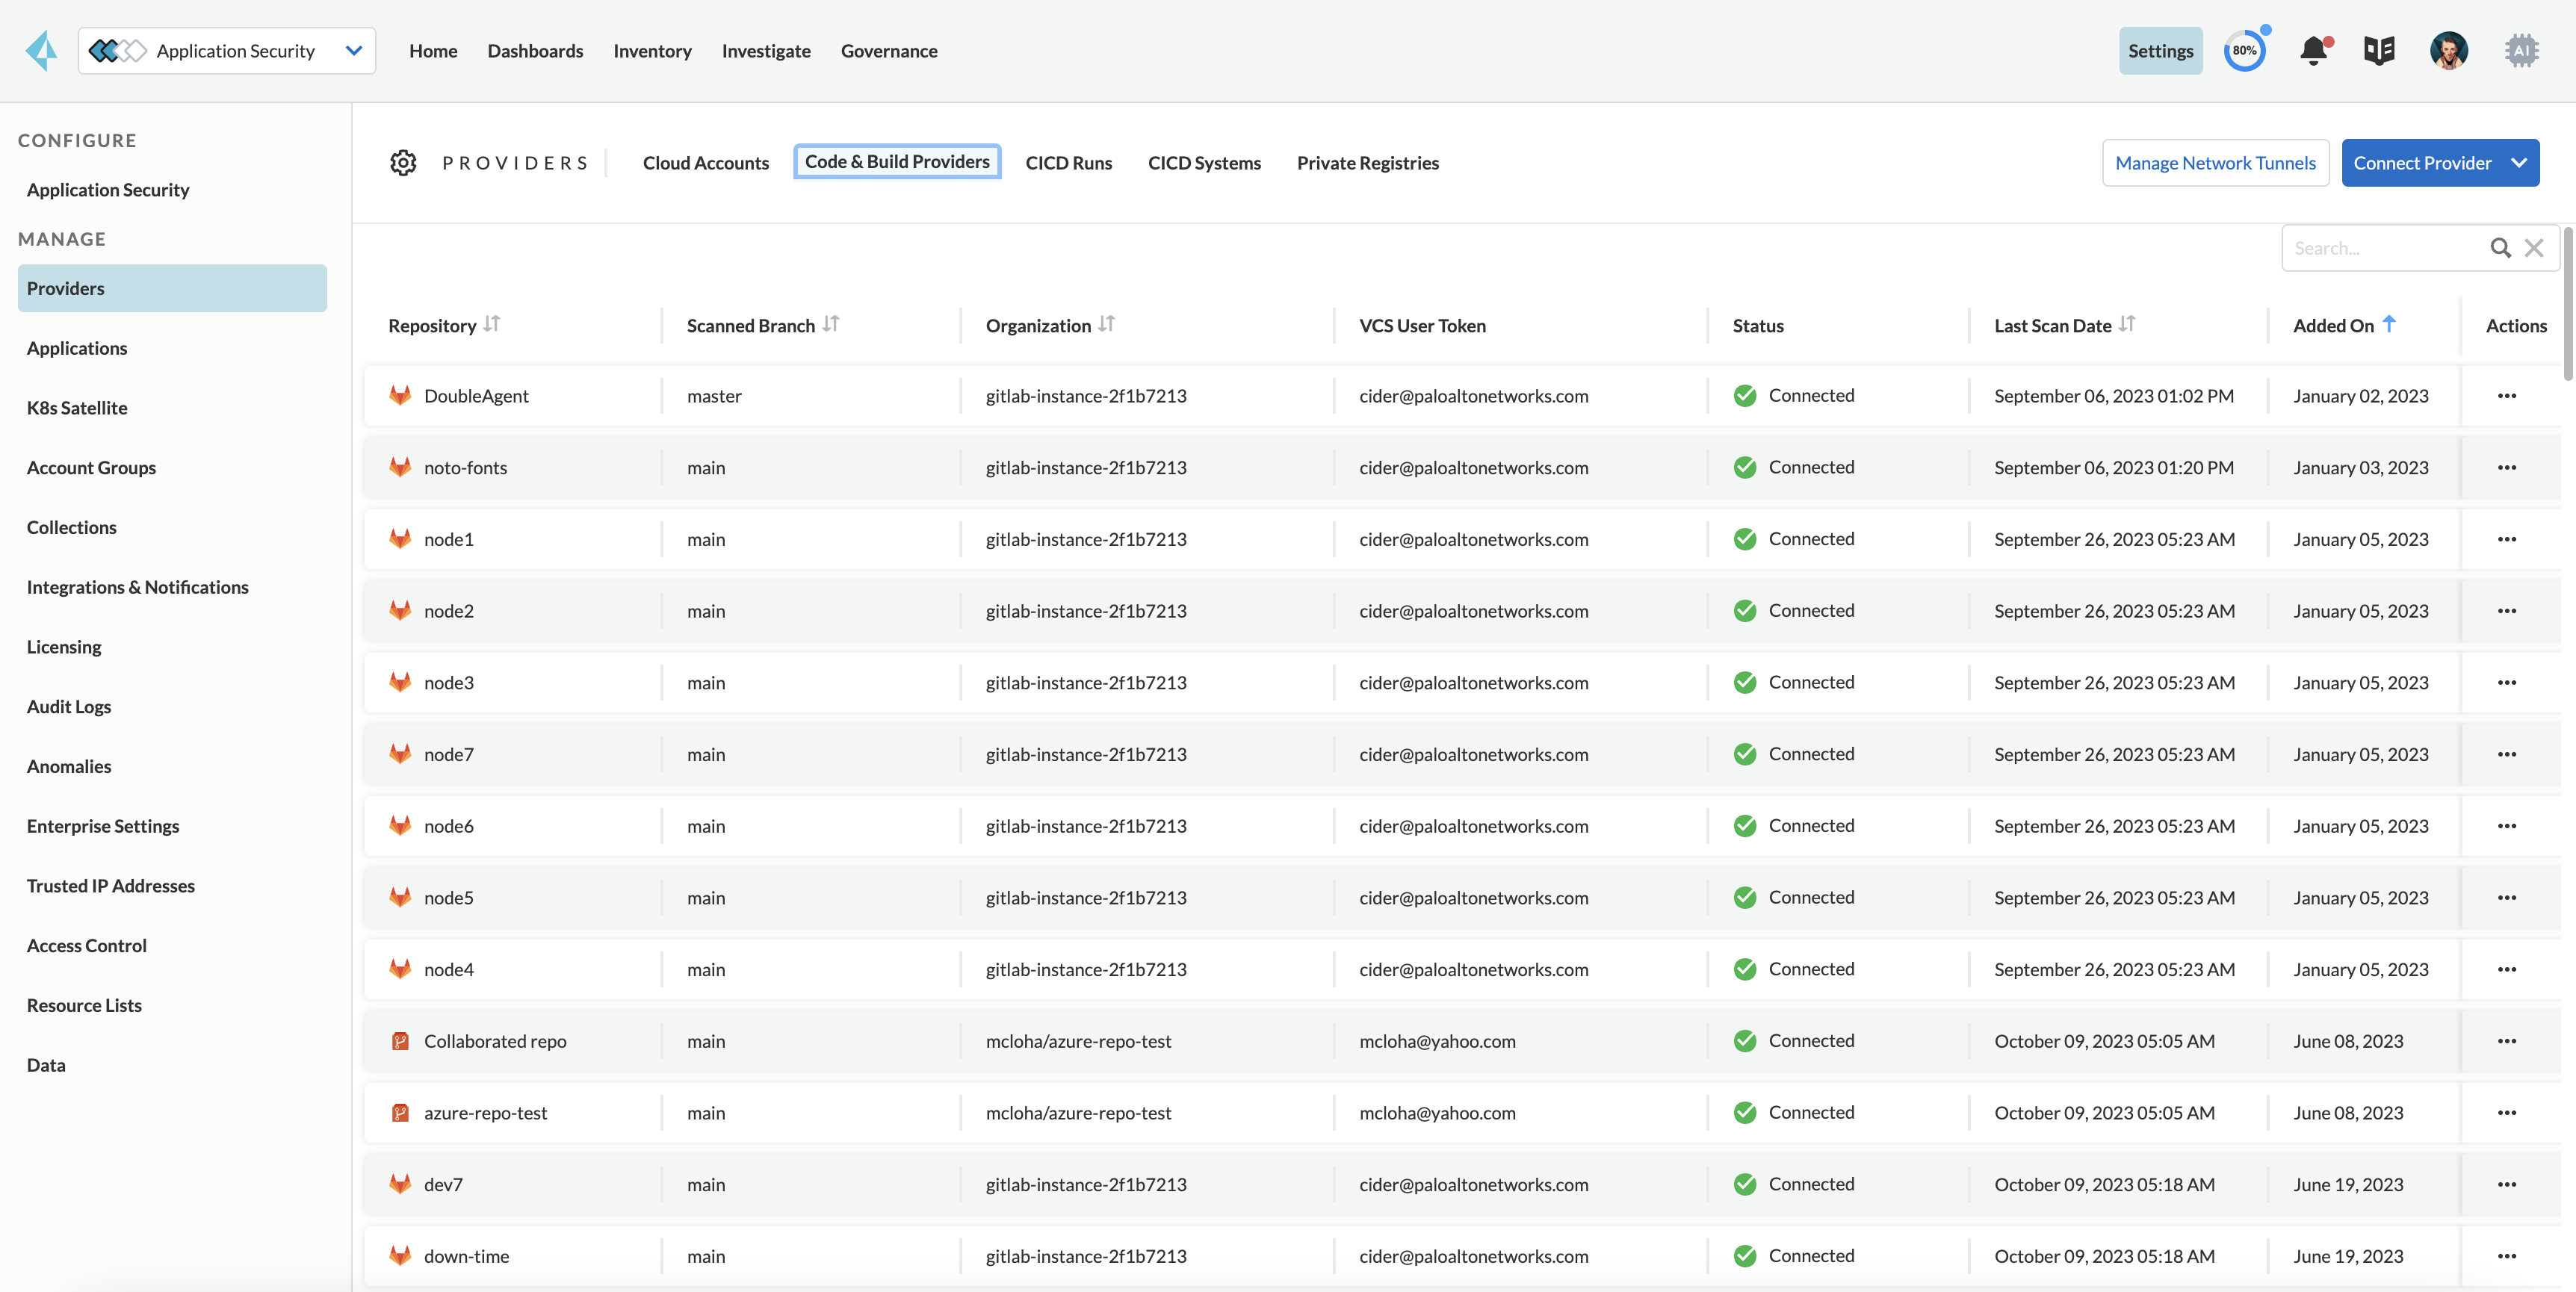 Application Security
Home Dashboards Inventory Investigate Governance
Settings 80% AI
CONFIGURE
Application Security
MANAGE
Providers
Applications
K8s Satellite
Account Groups
Collections
Integrations & Notifications
Licensing
Audit Logs
Anomalies
Enterprise Settings
Trusted IP Addresses
Access Control
Resource Lists
Data
PROVIDERS Cloud Accounts Code & Build Providers CICD Runs CICD Systems Private Registries
Manage Network Tunnels Connect Provider
Search...
Repository Scanned Branch Organization VCS User Token Status Last Scan Date Added On Actions
DoubleAgent master gitlab-instance-2f1b7213 cider@paloaltonetworks.com Connected September 06, 2023 01:02 PM January 02, 2023
noto-fonts main gitlab-instance-2f1b7213 cider@paloaltonetworks.com Connected September 06, 2023 01:20 PM January 03, 2023
node1 main gitlab-instance-2f1b7213 cider@paloaltonetworks.com Connected September 26, 2023 05:23 AM January 05, 2023
node2 main gitlab-instance-2f1b7213 cider@paloaltonetworks.com Connected September 26, 2023 05:23 AM January 05, 2023
node3 main gitlab-instance-2f1b7213 cider@paloaltonetworks.com Connected September 26, 2023 05:23 AM January 05, 2023
node7 main gitlab-instance-2f1b7213 cider@paloaltonetworks.com Connected September 26, 2023 05:23 AM January 05, 2023
node6 main gitlab-instance-2f1b7213 cider@paloaltonetworks.com Connected September 26, 2023 05:23 AM January 05, 2023
node5 main gitlab-instance-2f1b7213 cider@paloaltonetworks.com Connected September 26, 2023 05:23 AM January 05, 2023
node4 main gitlab-instance-2f1b7213 cider@paloaltonetworks.com Connected September 26, 2023 05:23 AM January 05, 2023
Collaborated repo main mcloha/azure-repo-test mcloha@yahoo.com Connected October 09, 2023 05:05 AM June 08, 2023
azure-repo-test main mcloha/azure-repo-test mcloha@yahoo.com Connected October 09, 2023 05:05 AM June 08, 2023
dev7 main gitlab-instance-2f1b7213 cider@paloaltonetworks.com Connected October 09, 2023 05:18 AM June 19, 2023
down-time main gitlab-instance-2f1b7213 cider@paloaltonetworks.com Connected October 09, 2023 05:18 AM June 19, 2023